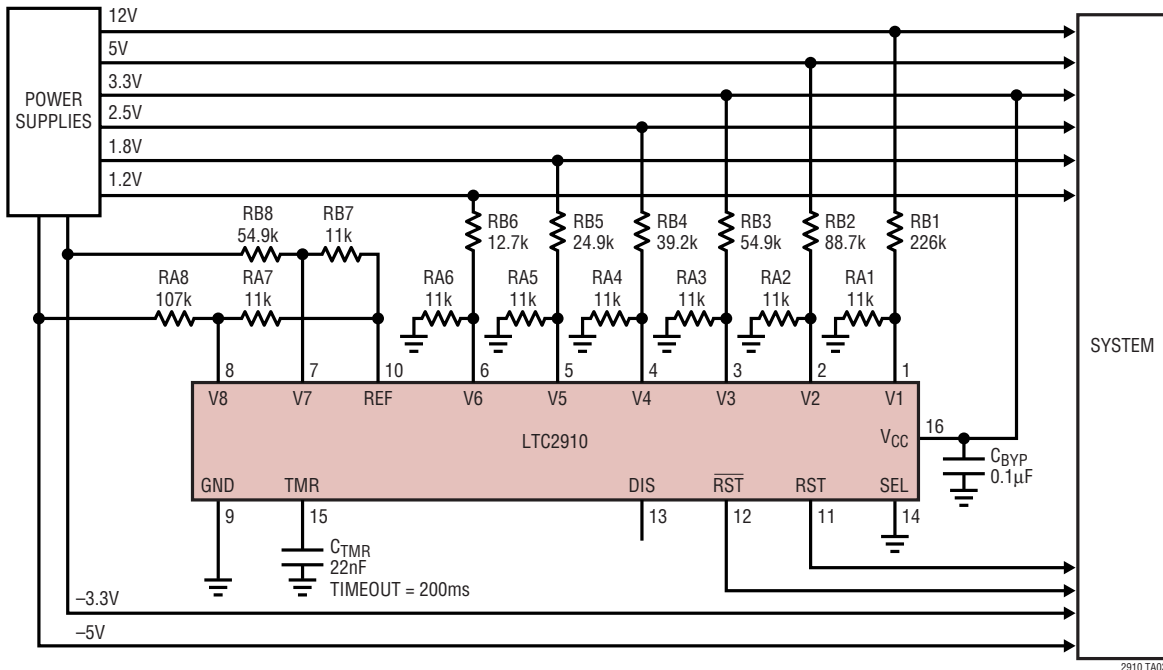 12V
5V
3.3V
2.5V
1.8V
1.2V
POWER
SUPPLIES
SYSTEM
RB8
54.9k
RB7
11k
RB6
12.7k
RB5
24.9k
RB4
39.2k
RB3
54.9k
RB2
88.7k
RB1
226k
RA8
107k
RA7
11k
RA6
11k
RA5
11k
RA4
11k
RA3
11k
RA2
11k
RA1
11k
8 7 10 6 5 4 3 2 1
V8 V7 REF V6 V5 V4 V3 V2 V1
LTC2910
VCC
16
CBYP
0.1µF
GND TMR DIS RST RST SEL
9 15 13 12 11 14
CTMR
22nF
TIMEOUT = 200ms
–3.3V
–5V